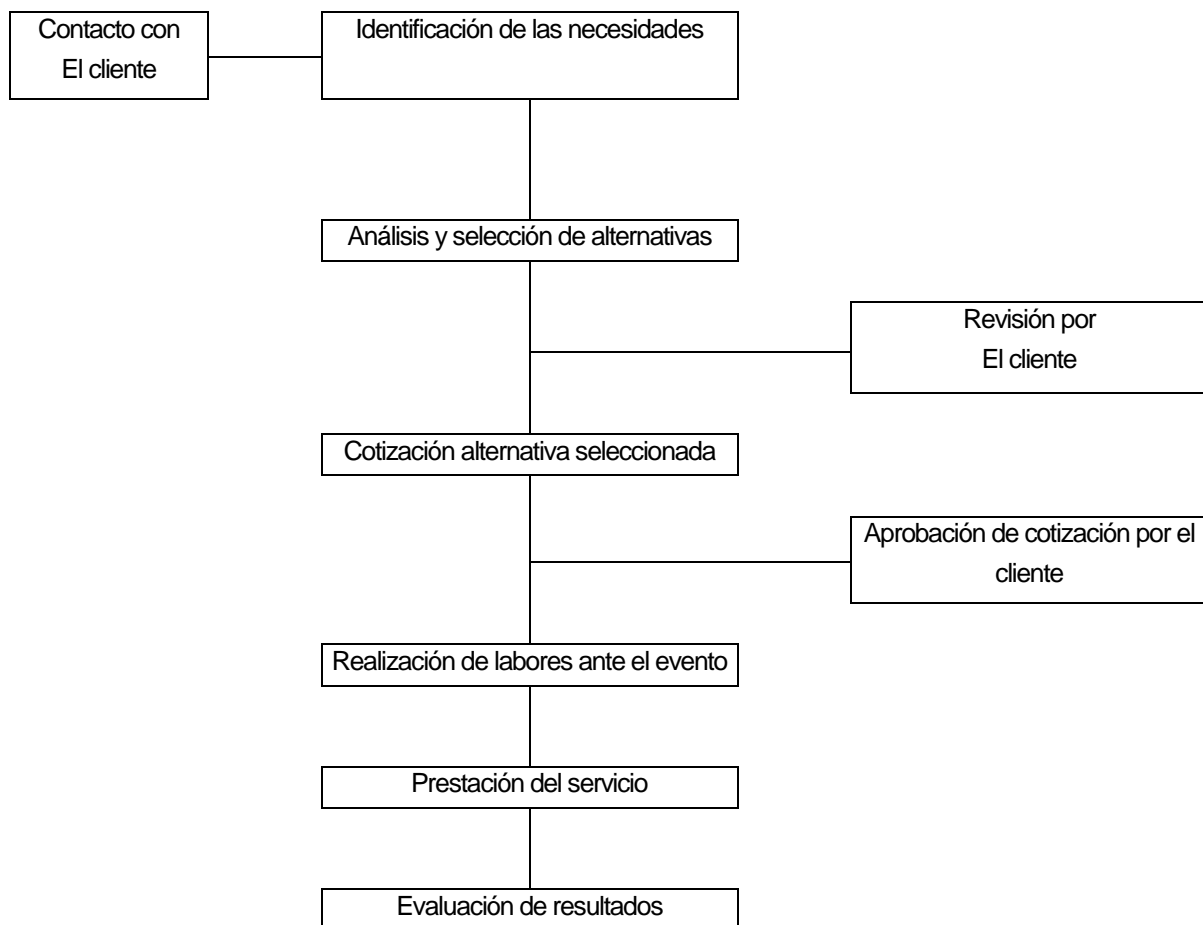 Contacto con
El cliente
Identificación de las necesidades
Análisis y selección de alternativas
Revisión por
El cliente
Cotización alternativa seleccionada
Aprobación de cotización por el
cliente
Realización de labores ante el evento
Prestación del servicio
Evaluación de resultados